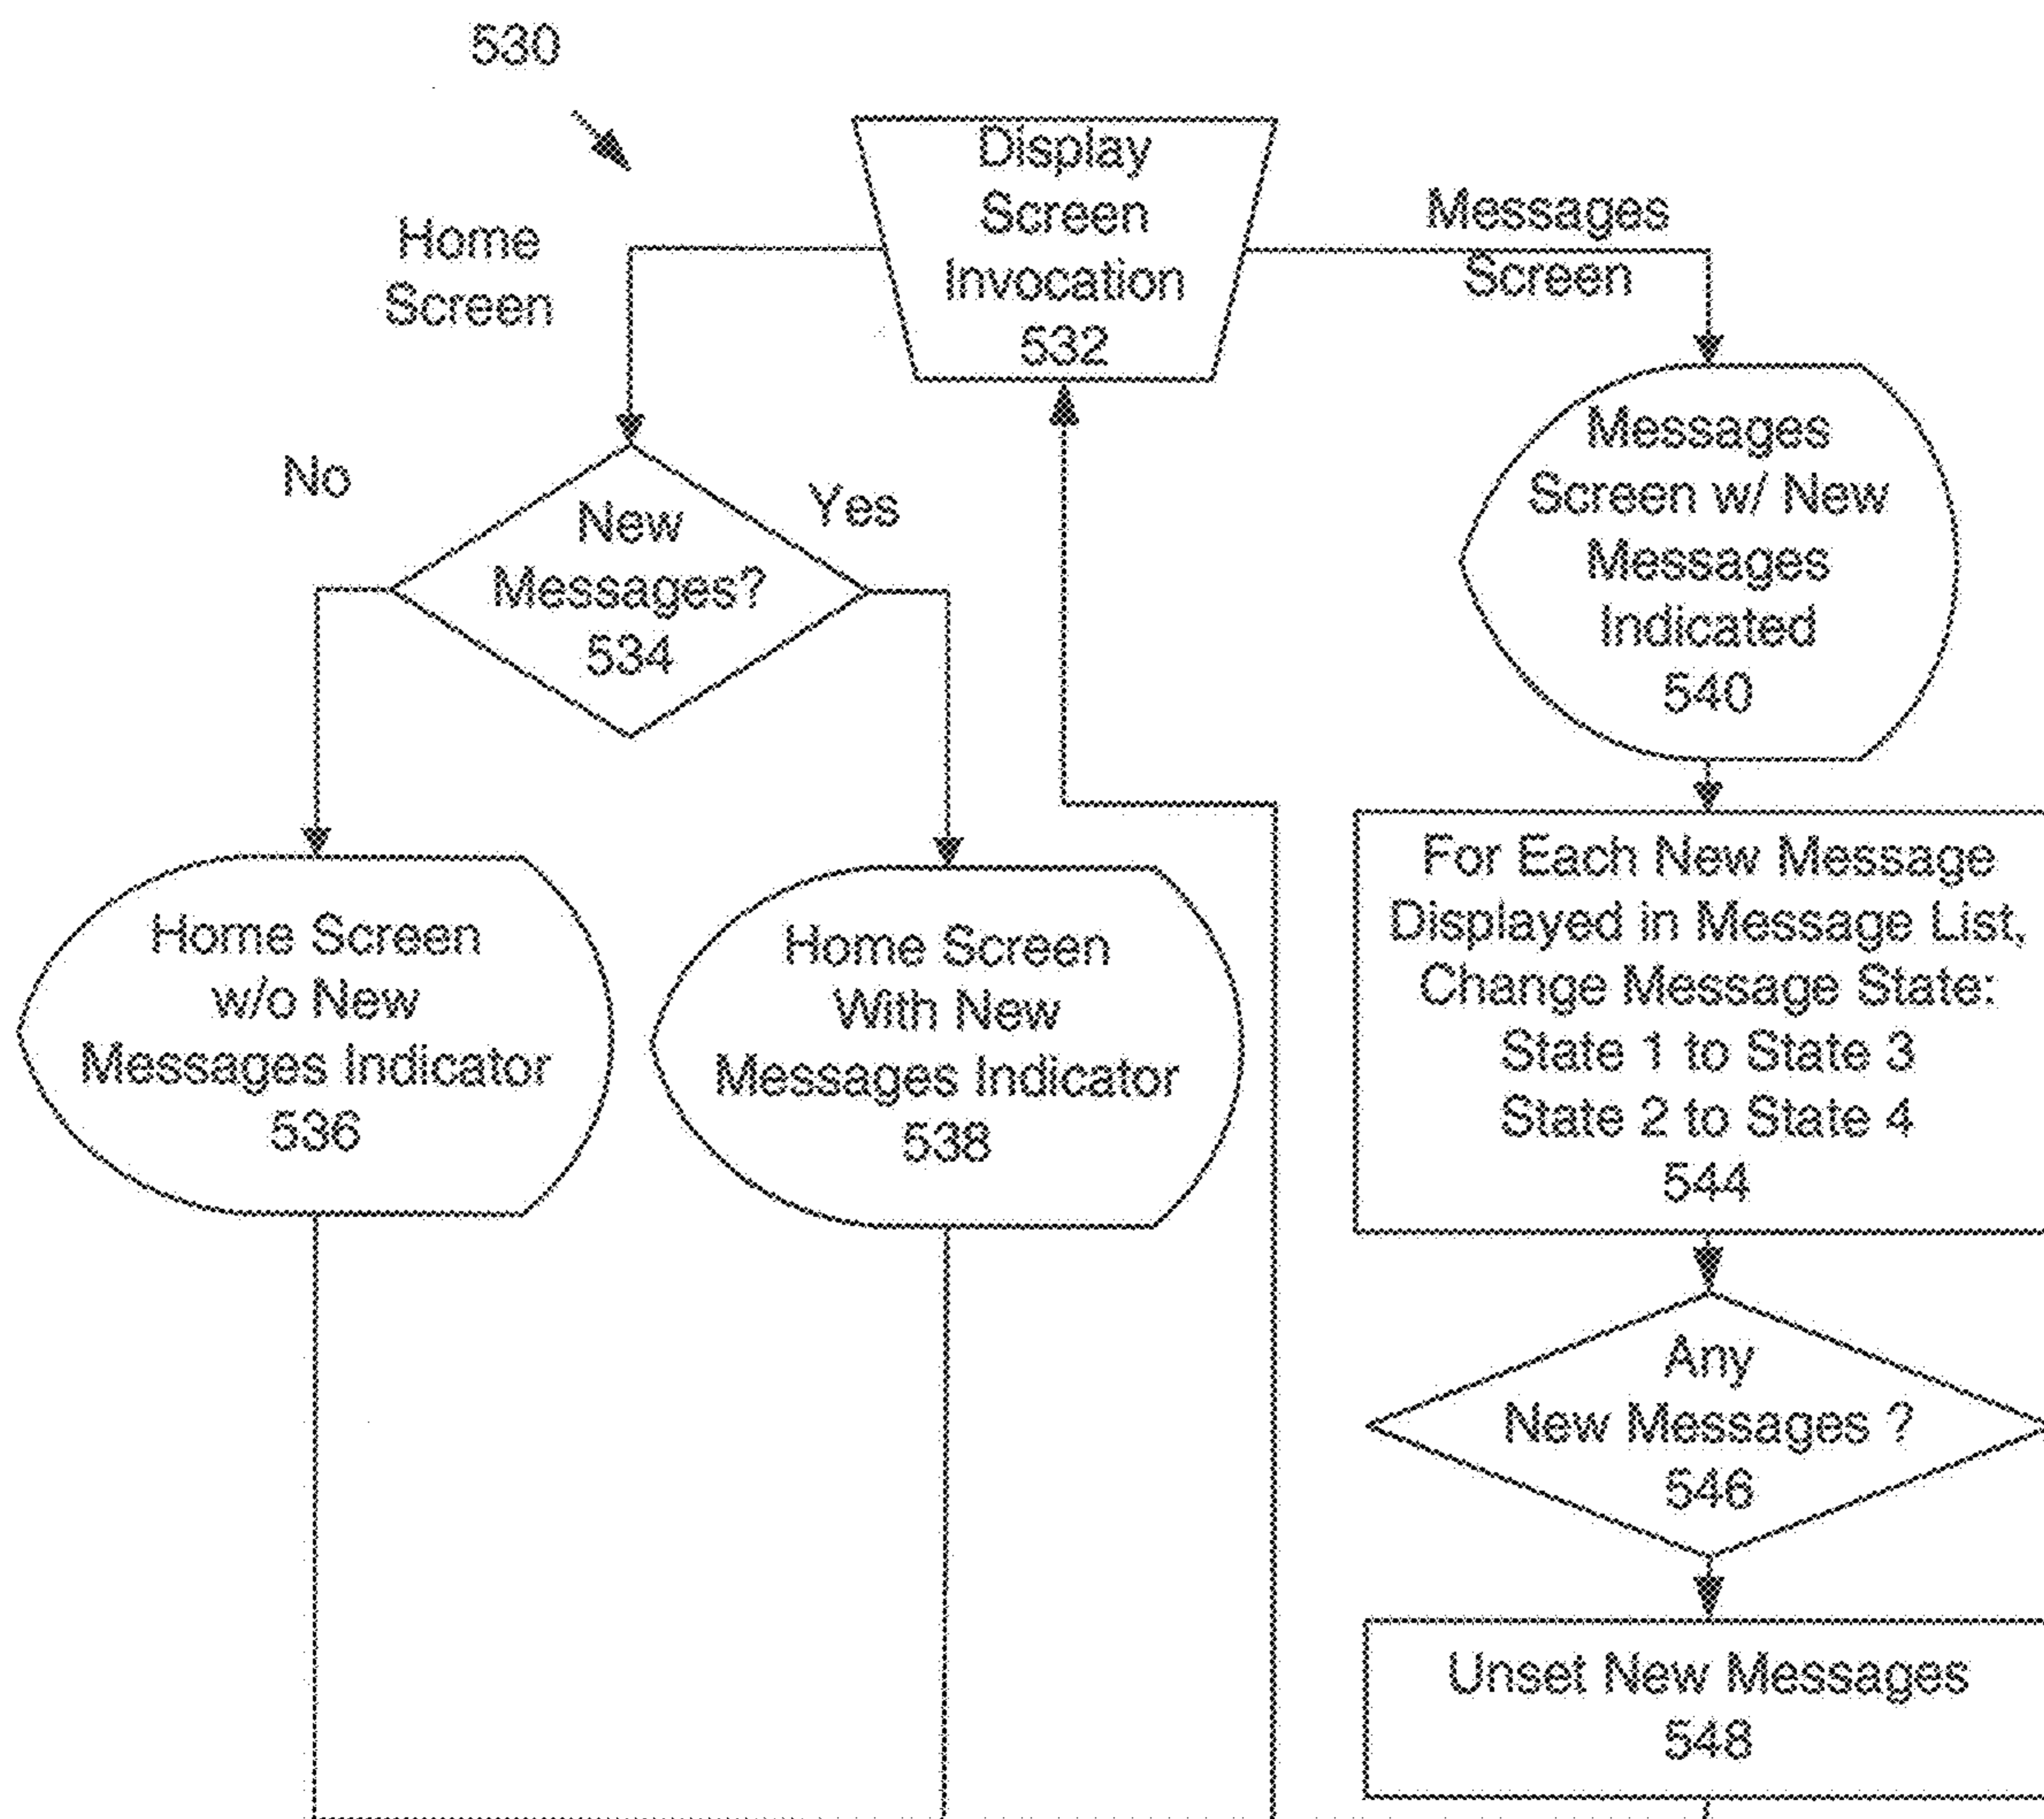 530
Display
Screen
Invocation
532
Home
Screen
Messages
Screen
No
Yes
New
Messages?
534
Messages
Screen w/ New
Messages
Indicated
540
Home Screen
w/o New
Messages Indicator
536
Home Screen
With New
Messages Indicator
538
For Each New Message
Displayed in Message List,
Change Message State:
State 1 to State 3
State 2 to State 4
544
Any
New Messages ?
546
Unset New Messages
548